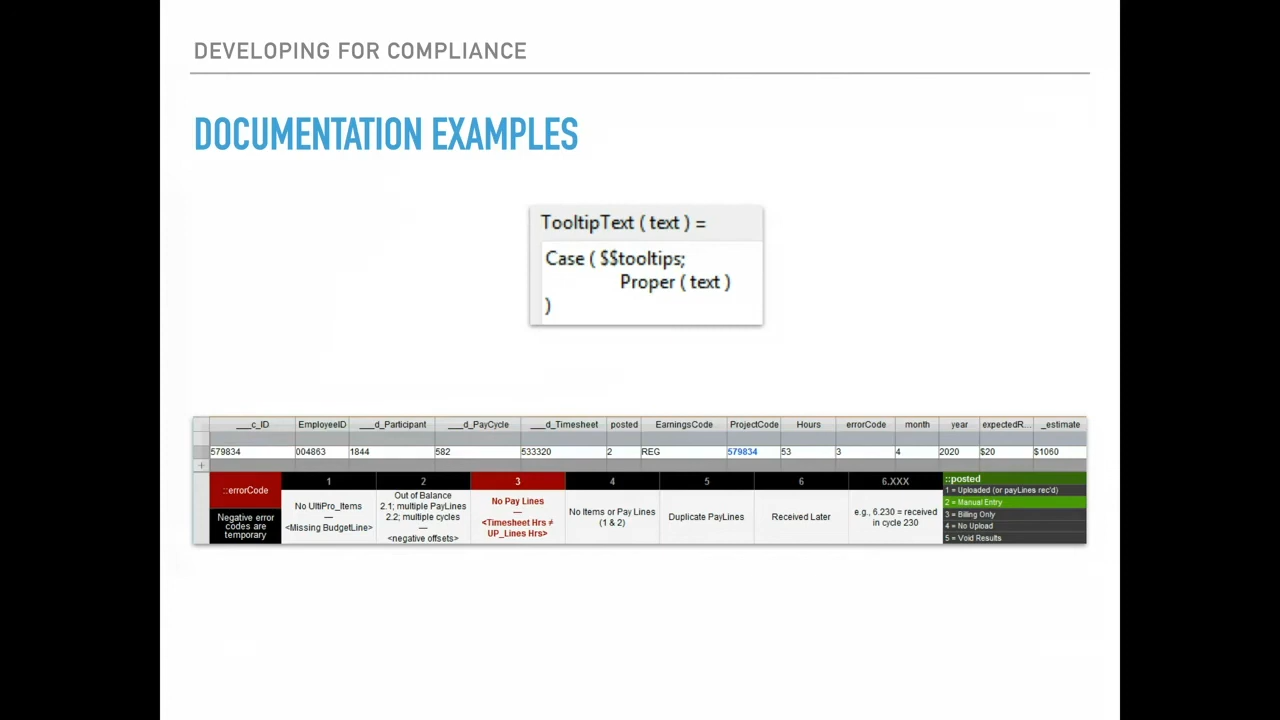 DEVELOPING FOR COMPLIANCE
DOCUMENTATION EXAMPLES
TooltipText ( text ) =
Case ( $$tooltips;
Proper ( text )
)
___c_ID EmployeeID ___d_Participant ___d_PayCycle ___d_Timesheet posted EarningsCode ProjectCode Hours errorCode month year expectedR... _estimate
579834 004863 1844 582 533320 2 REG 579834 53 3 4 2020 $20 $1060
+
::errorCode
Negative error
codes are
temporary
1
No UltiPro_Items
—
<Missing BudgetLine>
2
Out of Balance
2.1; multiple PayLines
2.2; multiple cycles
—
<negative offsets>
3
No Pay Lines
—
<Timesheet Hrs ≠
UP_Lines Hrs>
4
No Items or Pay Lines
(1 & 2)
5
Duplicate PayLines
6
Received Later
6.XXX
e.g., 6.230 = received
in cycle 230
::posted
1 = Uploaded (or payLines rec'd)
2 = Manual Entry
3 = Billing Only
4 = No Upload
5 = Void Results